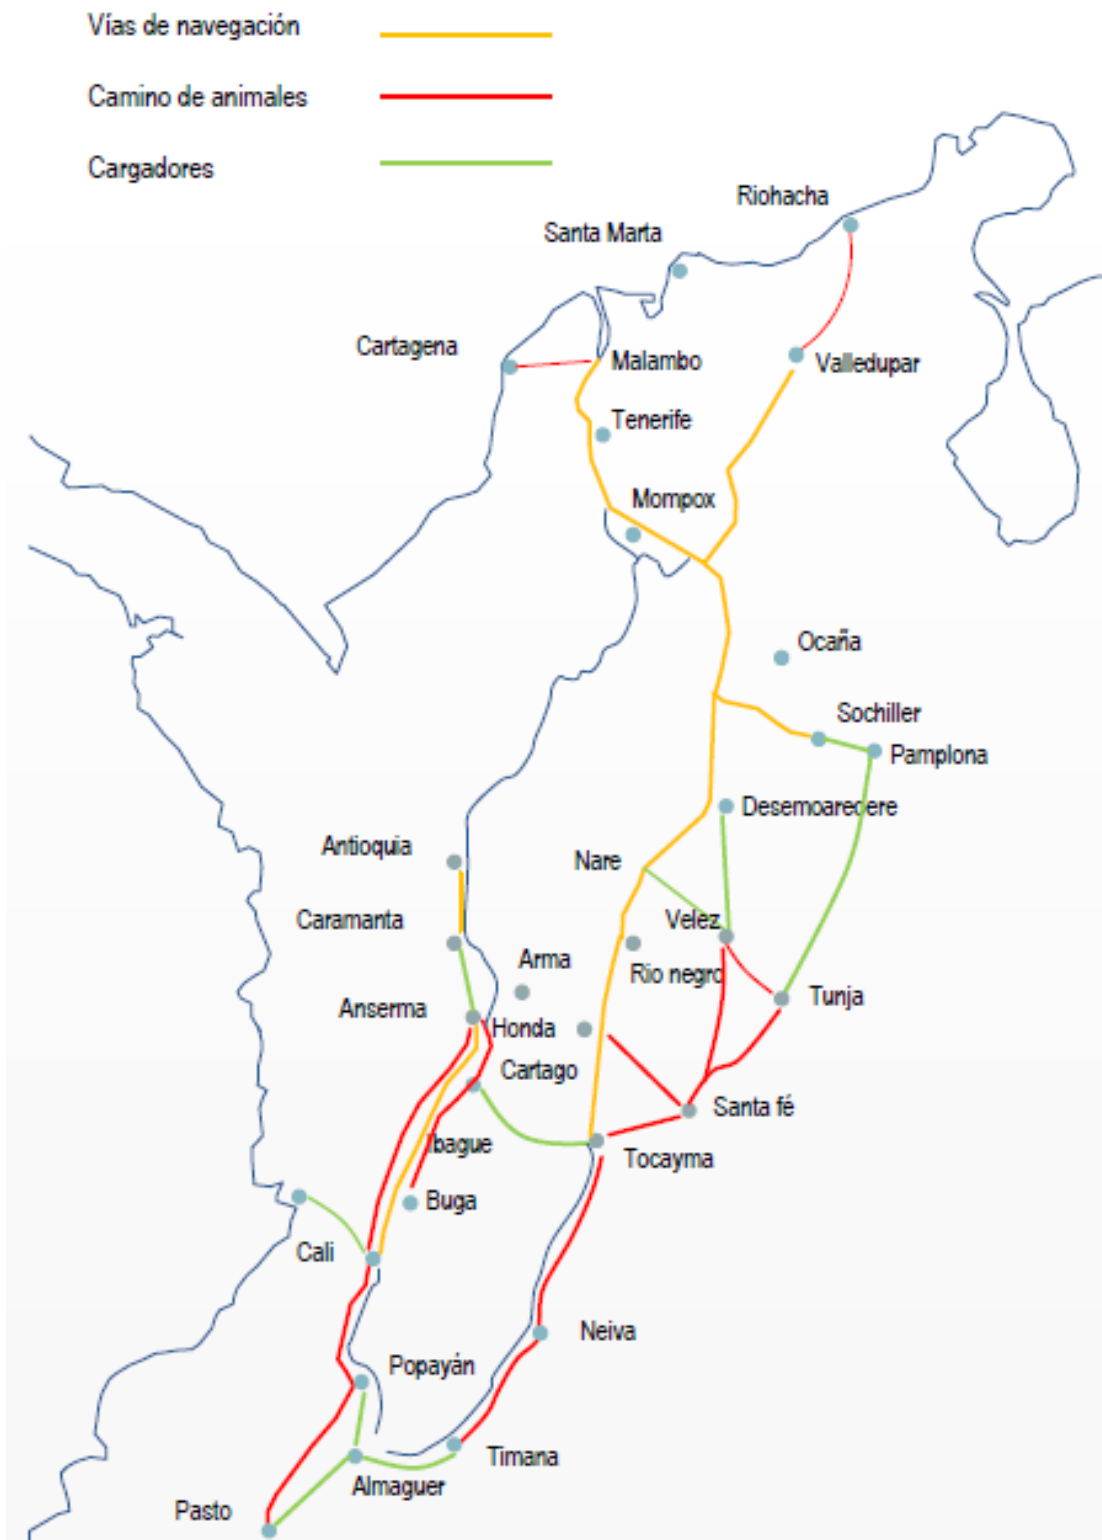 Vías de navegación
Camino de animales
Cargadores
Riohacha
Santa Marta
Cartagena
Malambo
Valledupar
Tenerife
Mompox
Ocaña
Sochiller
Pamplona
Desemoaredere
Antioquia
Nare
Caramanta
Velez
Arma
Rio negro
Anserma
Honda
Tunja
Cartago
Santa fé
Ibague
Tocayma
Buga
Cali
Neiva
Popayán
Timana
Almaguer
Pasto